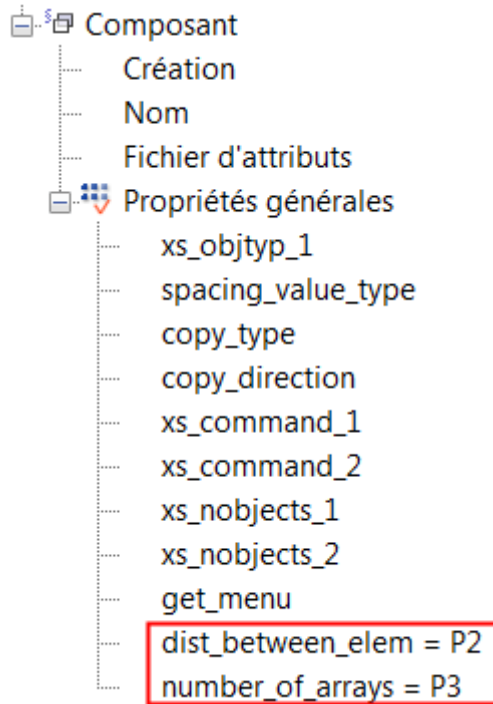 Composant
Création
Nom
Fichier d'attributs
Propriétés générales
xs_objtyp_1
spacing_value_type
copy_type
copy_direction
xs_command_1
xs_command_2
xs_nobjects_1
xs_nobjects_2
get_menu
dist_between_elem = P2
number_of_arrays = P3